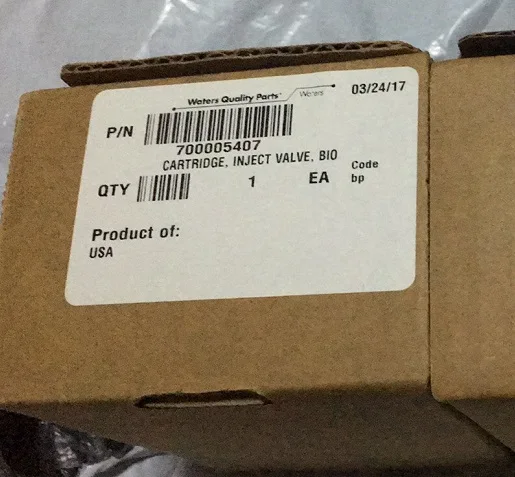 Waters Quality Parts™ Waters 03/24/17
P/N
700005407
CARTRIDGE, INJECT VALVE, BIO
Code
QTY 1 EA bp
Product of:
USA